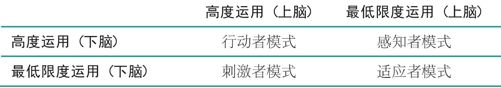 高度运用（上脑） 最低限度运用（上脑）
高度运用（下脑） 行动者模式 感知者模式
最低限度运用（下脑） 刺激者模式 适应者模式